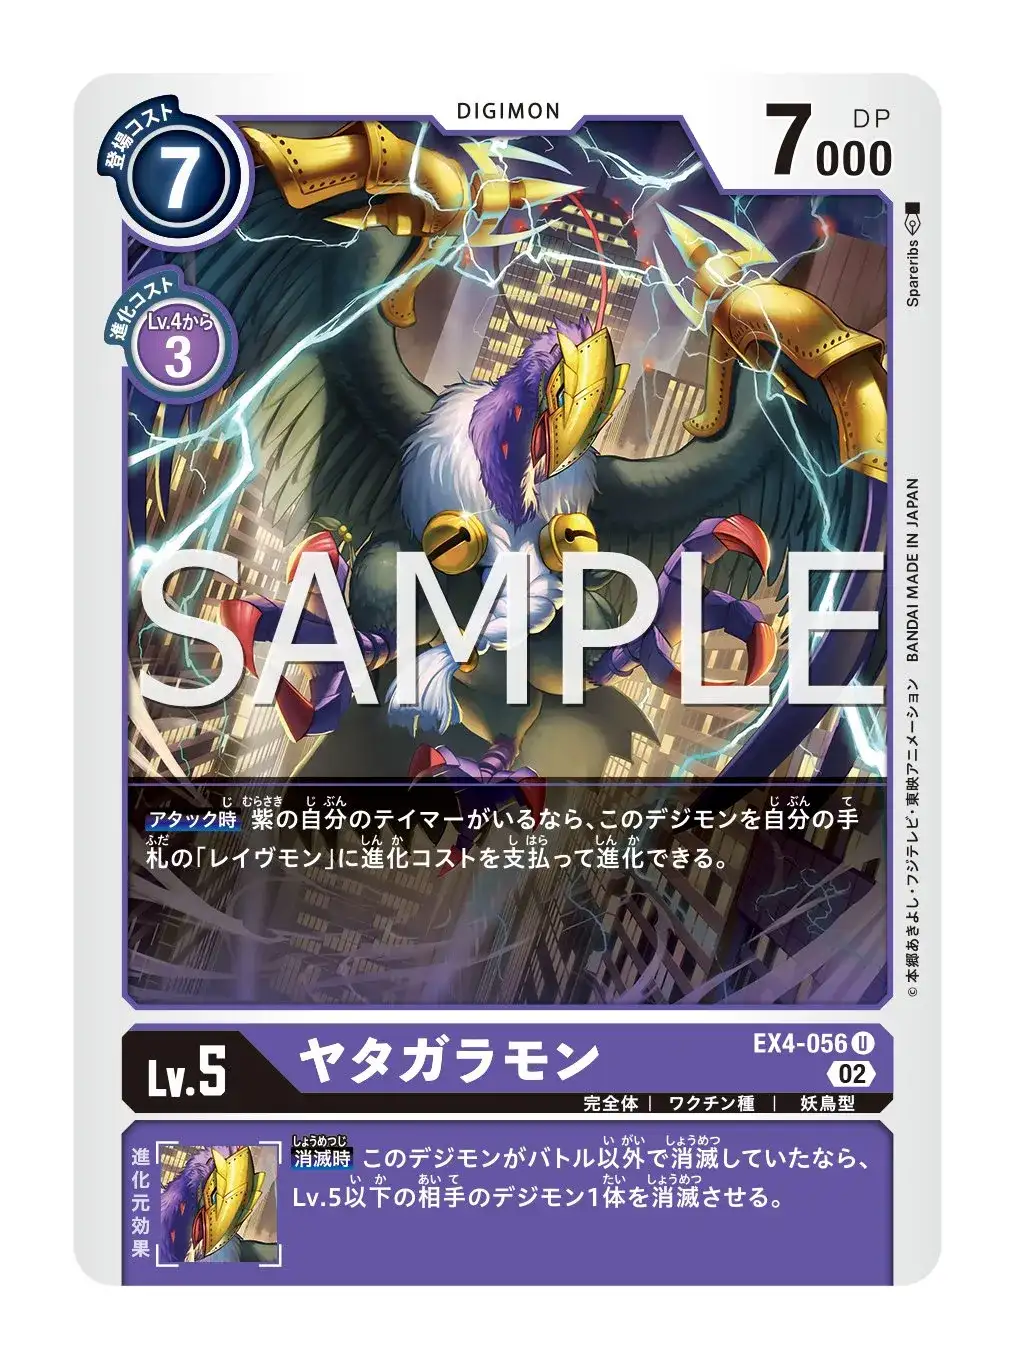 DIGIMON
登場コスト
7
7000
DP
進化コスト
Lv.4から
3
Spareribs
SAMPLE
アタック時 紫の自分のテイマーがいるなら、このデジモンを自分の手
札の「レイヴモン」に進化コストを支払って進化できる。
©本郷あきよし・フジテレビ・東映アニメーション BANDAI MADE IN JAPAN
Lv.5
ヤタガラモン
EX4-056 U
02
完全体 | ワクチン種 | 妖鳥型
進化元効果
消滅時 このデジモンがバトル以外で消滅していたなら、
Lv.5以下の相手のデジモン1体を消滅させる。